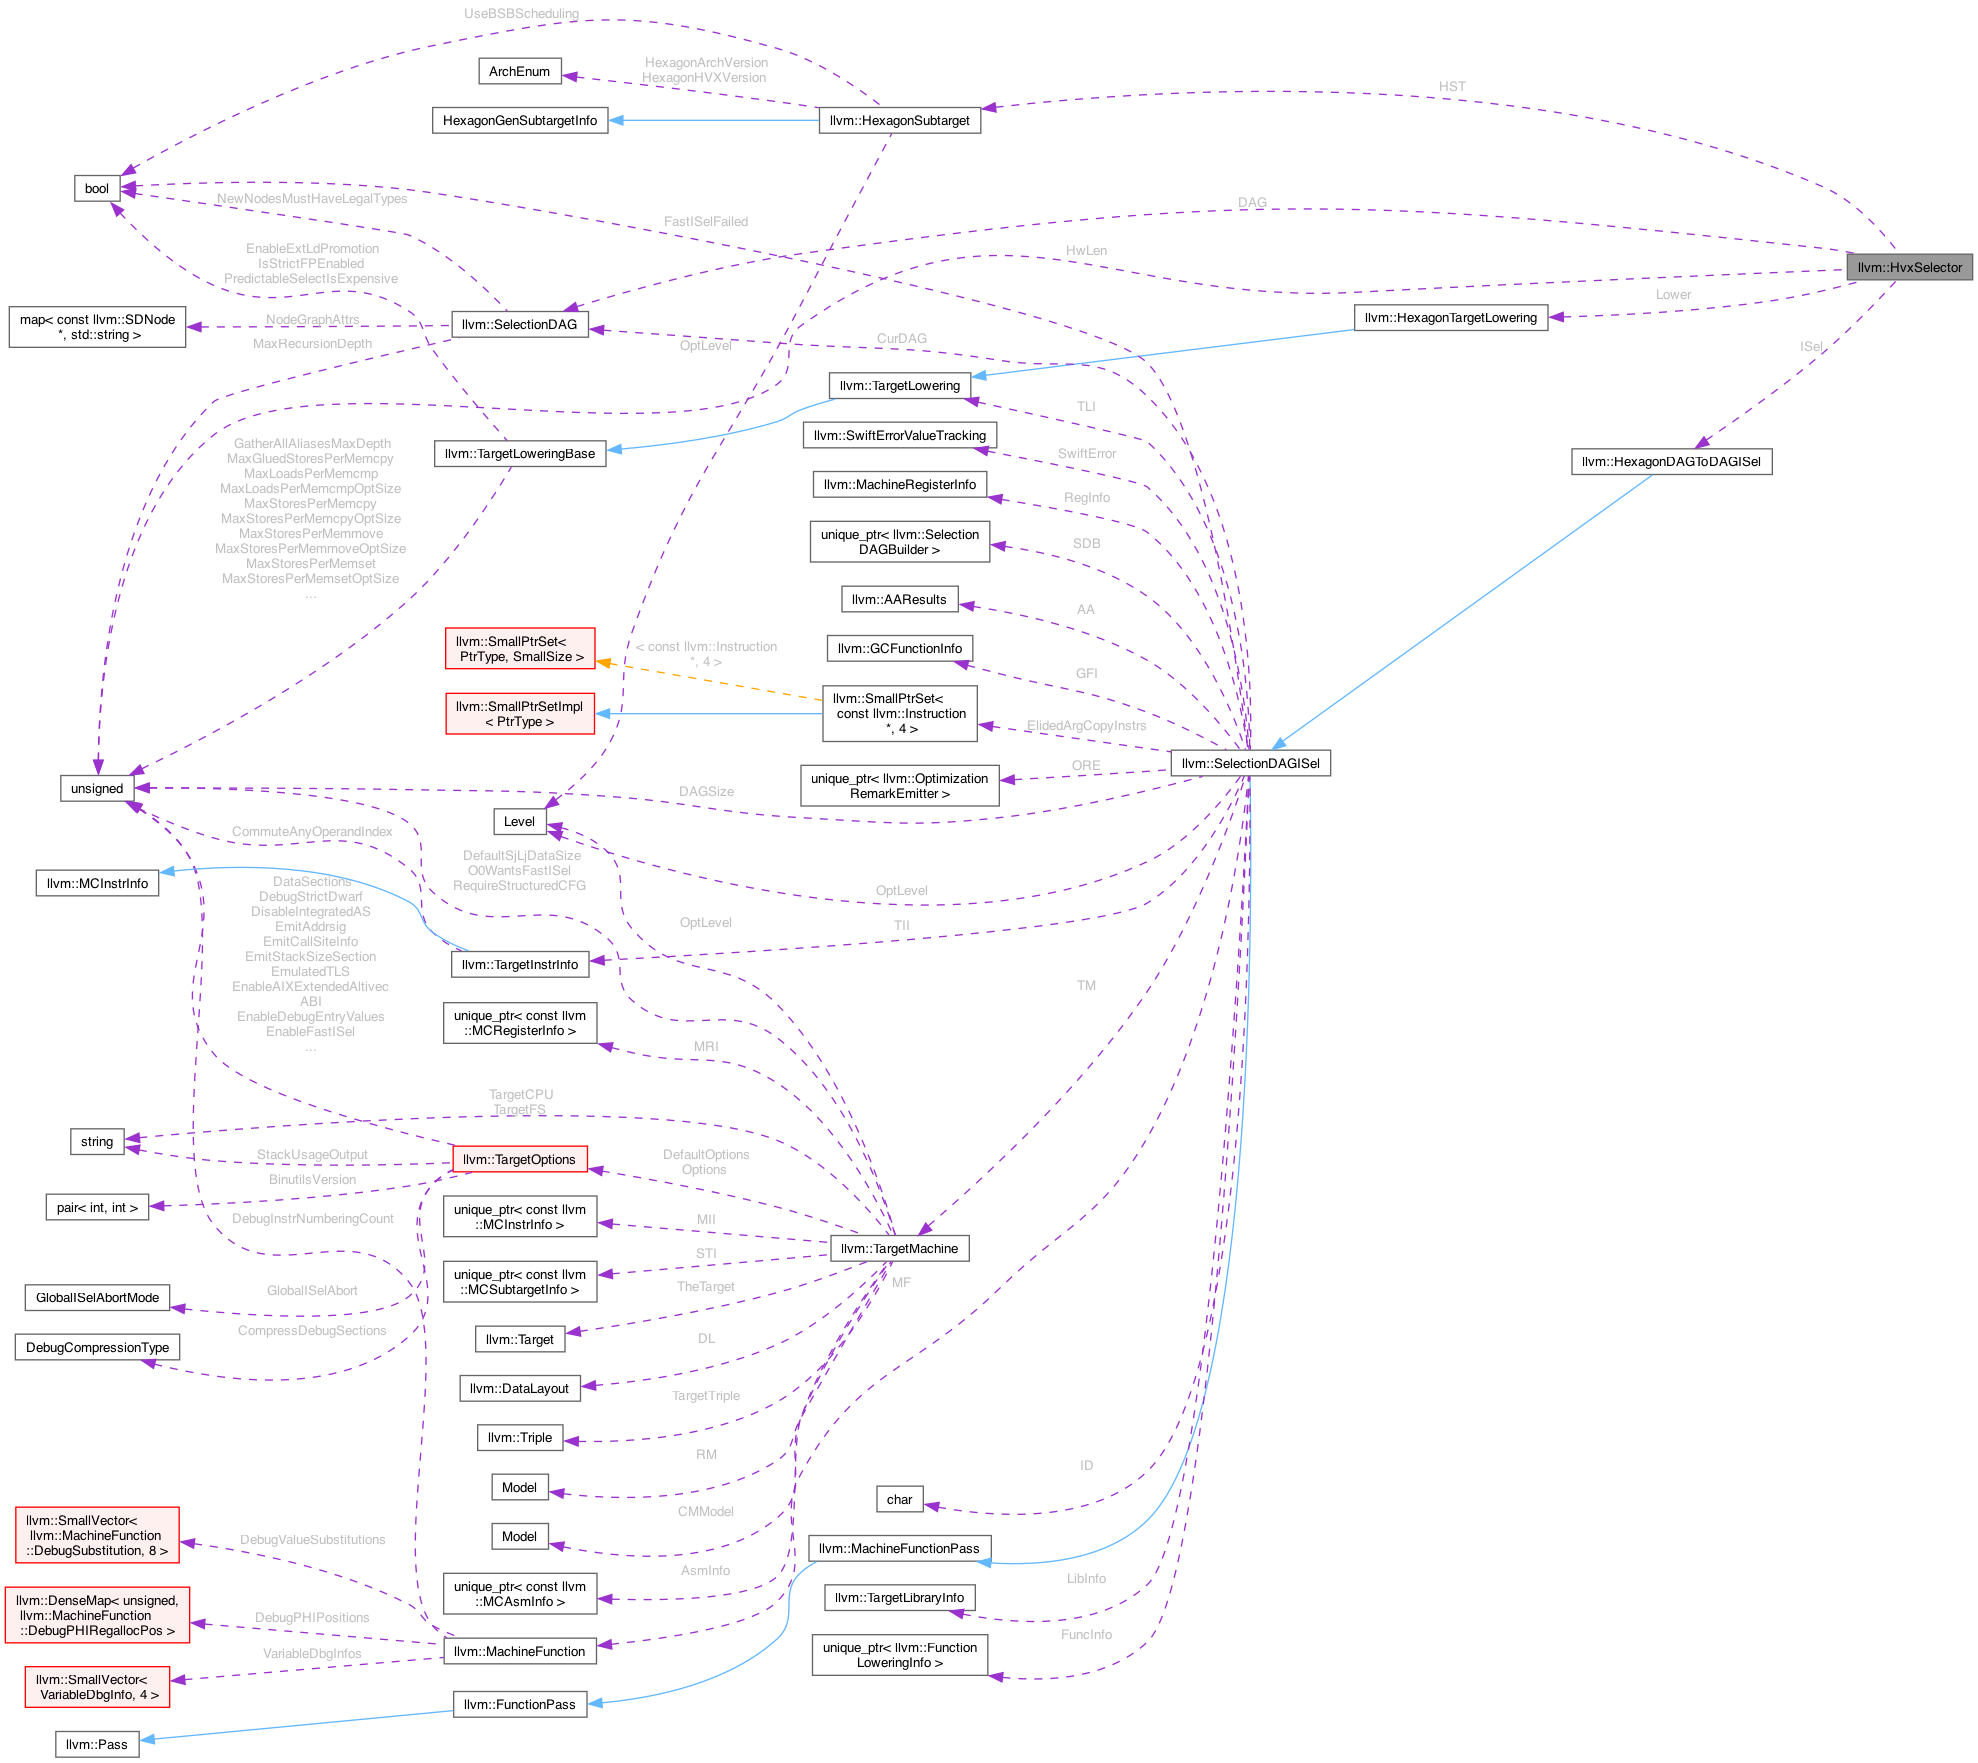 UseBSBScheduling
ArchEnum
HexagonArchVersion
HexagonHVXVersion
HST
HexagonGenSubtargetInfo
llvm::HexagonSubtarget
bool
NewNodesMustHaveLegalTypes
FastISelFailed
DAG
EnableExtLdPromotion
IsStrictFPEnabled
PredictableSelectIsExpensive
HwLen
llvm::HvxSelector
map< const llvm::SDNode
*, std::string >
NodeGraphAttrs
llvm::SelectionDAG
Lower
llvm::HexagonTargetLowering
MaxRecursionDepth
OptLevel
CurDAG
ISel
llvm::TargetLowering
TLI
llvm::SwiftErrorValueTracking
SwiftError
llvm::TargetLoweringBase
llvm::HexagonDAGToDAGISel
GatherAllAliasesMaxDepth
MaxGluedStoresPerMemcpy
MaxLoadsPerMemcmp
MaxLoadsPerMemcmpOptSize
MaxStoresPerMemcpy
MaxStoresPerMemcpyOptSize
MaxStoresPerMemmove
MaxStoresPerMemmoveOptSize
MaxStoresPerMemset
MaxStoresPerMemsetOptSize
...
llvm::MachineRegisterInfo
RegInfo
unique_ptr< llvm::Selection
DAGBuilder >
SDB
llvm::AAResults
AA
llvm::SmallPtrSet<
PtrType, SmallSize >
< const llvm::Instruction
*, 4 >
llvm::GCFunctionInfo
GFI
llvm::SmallPtrSetImpl
< PtrType >
llvm::SmallPtrSet<
const llvm::Instruction
*, 4 >
ElidedArgCopyInstrs
llvm::SelectionDAGISel
unique_ptr< llvm::Optimization
RemarkEmitter >
ORE
unsigned
DAGSize
Level
CommuteAnyOperandIndex
DefaultSjLjDataSize
O0WantsFastISel
RequireStructuredCFG
llvm::MCInstrInfo
OptLevel
DataSections
DebugStrictDwarf
DisableIntegratedAS
EmitAddrsig
EmitCallSiteInfo
EmitStackSizeSection
EmulatedTLS
EnableAIXExtendedAltivec
ABI
EnableDebugEntryValues
EnableFastISel
...
OptLevel
TII
llvm::TargetInstrInfo
TM
unique_ptr< const llvm
::MCRegisterInfo >
MRI
TargetCPU
TargetFS
string
StackUsageOutput
llvm::TargetOptions
DefaultOptions
Options
BinutilsVersion
pair< int, int >
unique_ptr< const llvm
::MCInstrInfo >
MII
DebugInstrNumberingCount
llvm::TargetMachine
STI
unique_ptr< const llvm
::MCSubtargetInfo >
TheTarget
MF
GlobalISelAbortMode
GlobalISelAbort
DebugCompressionType
CompressDebugSections
llvm::Target
DL
llvm::DataLayout
TargetTriple
llvm::Triple
RM
Model
ID
char
CMModel
Model
llvm::SmallVector<
llvm::MachineFunction
::DebugSubstitution, 8 >
DebugValueSubstitutions
llvm::MachineFunctionPass
AsmInfo
unique_ptr< const llvm
::MCAsmInfo >
LibInfo
llvm::TargetLibraryInfo
llvm::DenseMap< unsigned,
llvm::MachineFunction
::DebugPHIRegallocPos >
DebugPHIPositions
llvm::MachineFunction
FuncInfo
unique_ptr< llvm::Function
LoweringInfo >
VariableDbgInfos
llvm::SmallVector<
VariableDbgInfo, 4 >
llvm::FunctionPass
llvm::Pass